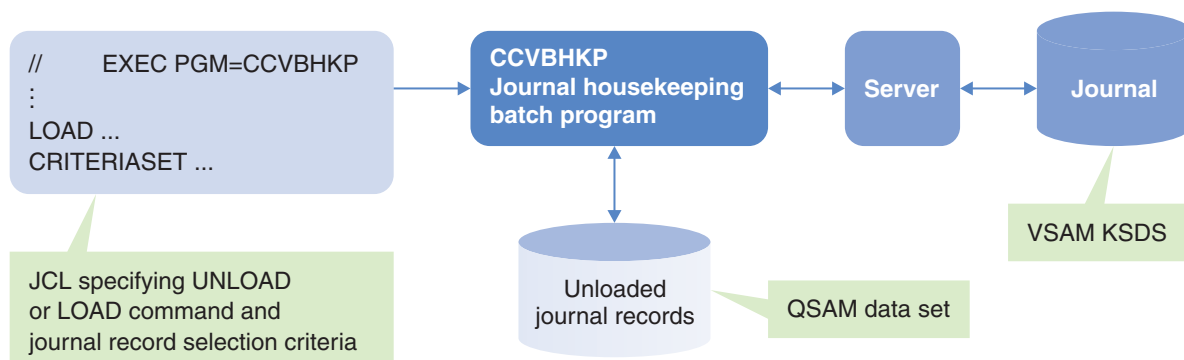 // EXEC PGM=CCVBHKP
⋮
LOAD ...
CRITERIASET ...
CCVBHKP
Journal housekeeping
batch program
Server
Journal
JCL specifying UNLOAD
or LOAD command and
journal record selection criteria
Unloaded
journal records
QSAM data set
VSAM KSDS